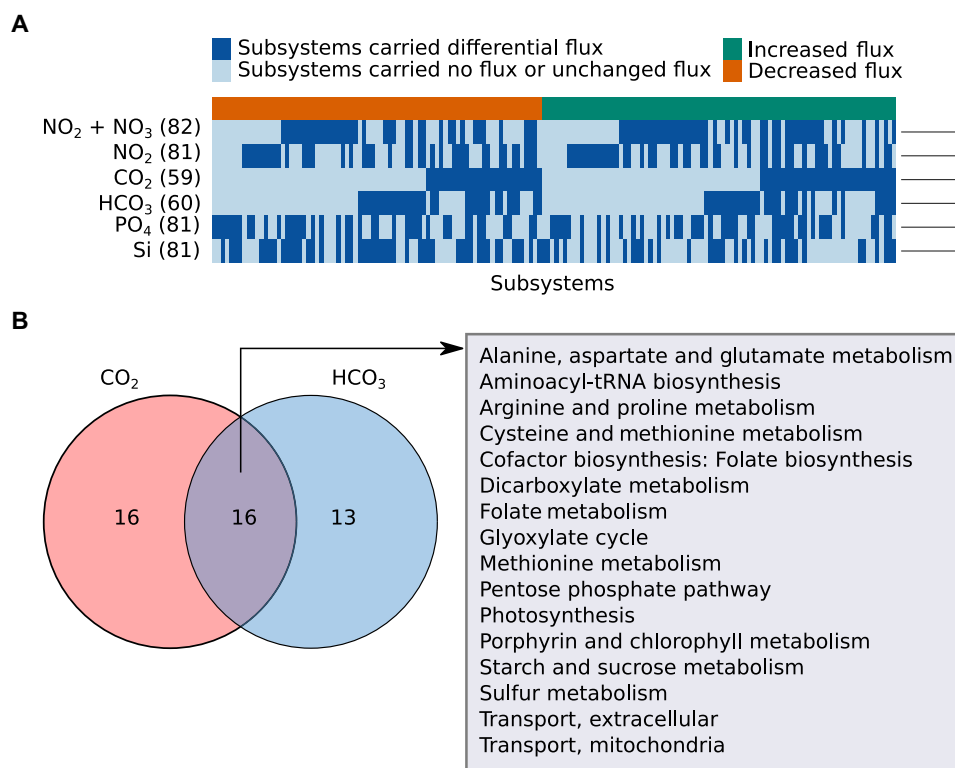 A
Subsystems carried differential flux
Subsystems carried no flux or unchanged flux
Increased flux
Decreased flux
NO₂ + NO₃ (82)
NO₂ (81)
CO₂ (59)
HCO₃ (60)
PO₄ (81)
Si (81)
Subsystems
B
CO₂
HCO₃
16
16
13
Alanine, aspartate and glutamate metabolism
Aminoacyl-tRNA biosynthesis
Arginine and proline metabolism
Cysteine and methionine metabolism
Cofactor biosynthesis: Folate biosynthesis
Dicarboxylate metabolism
Folate metabolism
Glyoxylate cycle
Methionine metabolism
Pentose phosphate pathway
Photosynthesis
Porphyrin and chlorophyll metabolism
Starch and sucrose metabolism
Sulfur metabolism
Transport, extracellular
Transport, mitochondria